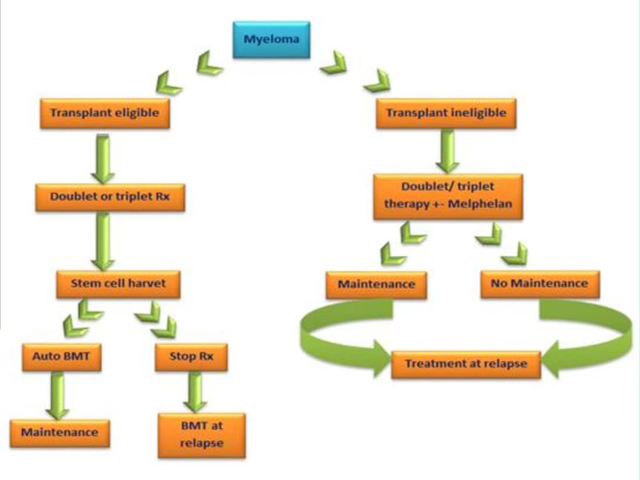 Myeloma
Transplant eligible
Transplant ineligible
Doublet or triplet Rx
Doublet/ triplet
therapy +- Melphelan
Stem cell harvet
Maintenance
No Maintenance
Auto BMT
Stop Rx
Treatment at relapse
Maintenance
BMT at
relapse